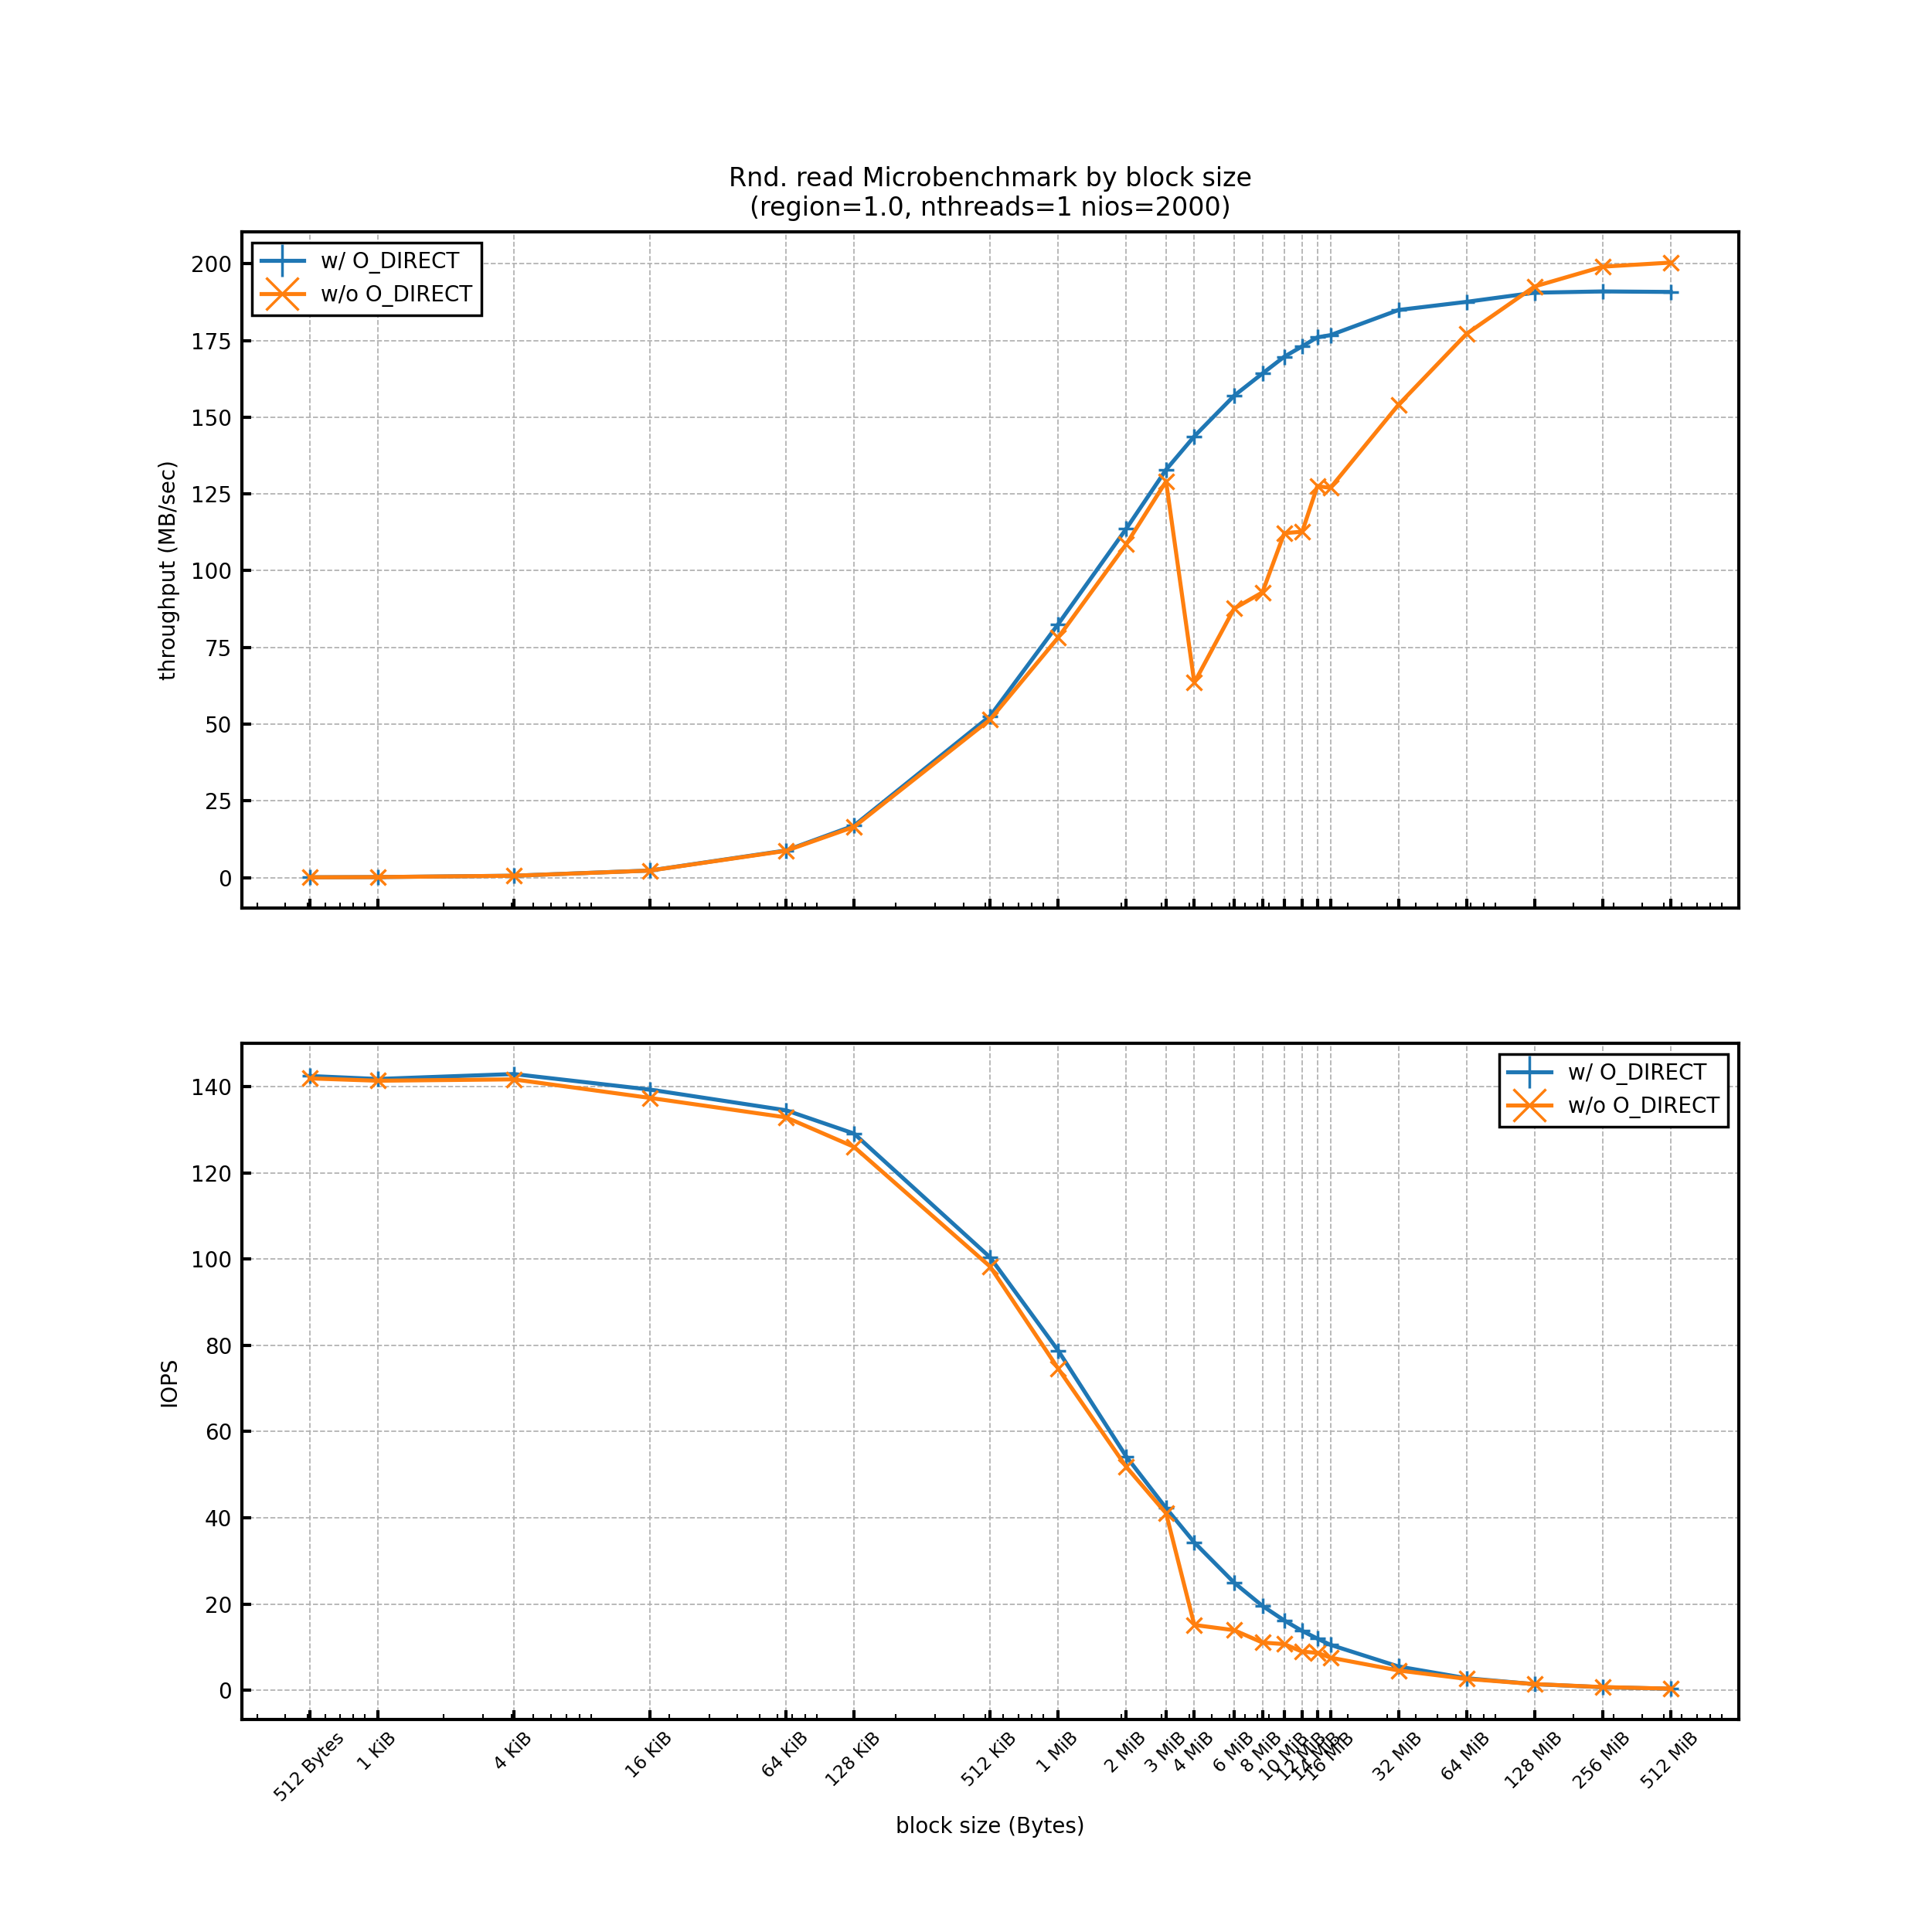 Rnd. read Microbenchmark by block size
(region=1.0, nthreads=1 nios=2000)
w/ O_DIRECT
w/o O_DIRECT
200
175
150
125
100
75
50
25
0
throughput (MB/sec)
w/ O_DIRECT
w/o O_DIRECT
140
120
100
80
60
40
20
0
IOPS
512 Bytes
1 KiB
4 KiB
16 KiB
64 KiB
128 KiB
512 KiB
1 MiB
2 MiB
3 MiB
4 MiB
6 MiB
8 MiB
10 MiB
12 MiB
14 MiB
16 MiB
32 MiB
64 MiB
128 MiB
256 MiB
512 MiB
block size (Bytes)